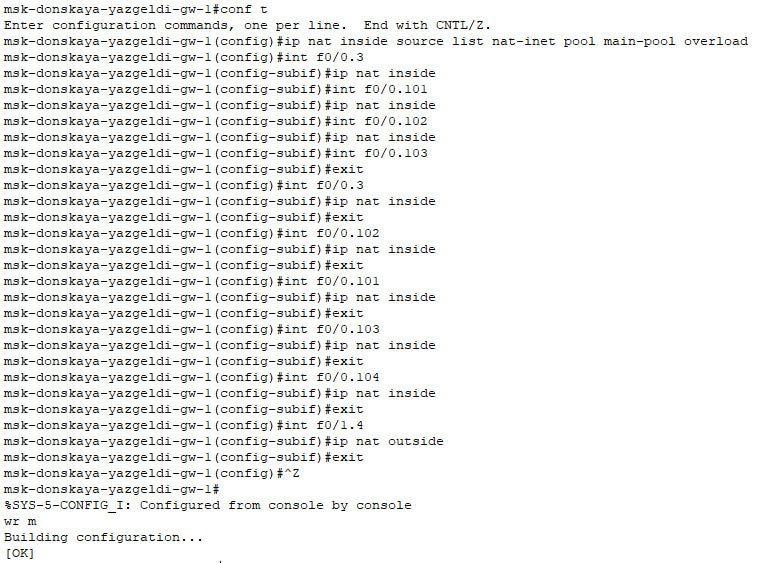 msk-donskaya-yazgeldi-gw-1#conf t
Enter configuration commands, one per line.  End with CNTL/Z.
msk-donskaya-yazgeldi-gw-1(config)#ip nat inside source list nat-inet pool main-pool overload
msk-donskaya-yazgeldi-gw-1(config)#int f0/0.3
msk-donskaya-yazgeldi-gw-1(config-subif)#ip nat inside
msk-donskaya-yazgeldi-gw-1(config-subif)#int f0/0.101
msk-donskaya-yazgeldi-gw-1(config-subif)#ip nat inside
msk-donskaya-yazgeldi-gw-1(config-subif)#int f0/0.102
msk-donskaya-yazgeldi-gw-1(config-subif)#ip nat inside
msk-donskaya-yazgeldi-gw-1(config-subif)#int f0/0.103
msk-donskaya-yazgeldi-gw-1(config-subif)#exit
msk-donskaya-yazgeldi-gw-1(config)#int f0/0.3
msk-donskaya-yazgeldi-gw-1(config-subif)#ip nat inside
msk-donskaya-yazgeldi-gw-1(config-subif)#exit
msk-donskaya-yazgeldi-gw-1(config)#int f0/0.102
msk-donskaya-yazgeldi-gw-1(config-subif)#ip nat inside
msk-donskaya-yazgeldi-gw-1(config-subif)#exit
msk-donskaya-yazgeldi-gw-1(config)#int f0/0.101
msk-donskaya-yazgeldi-gw-1(config-subif)#ip nat inside
msk-donskaya-yazgeldi-gw-1(config-subif)#exit
msk-donskaya-yazgeldi-gw-1(config)#int f0/0.103
msk-donskaya-yazgeldi-gw-1(config-subif)#ip nat inside
msk-donskaya-yazgeldi-gw-1(config-subif)#exit
msk-donskaya-yazgeldi-gw-1(config)#int f0/0.104
msk-donskaya-yazgeldi-gw-1(config-subif)#ip nat inside
msk-donskaya-yazgeldi-gw-1(config-subif)#exit
msk-donskaya-yazgeldi-gw-1(config)#int f0/1.4
msk-donskaya-yazgeldi-gw-1(config-subif)#ip nat outside
msk-donskaya-yazgeldi-gw-1(config-subif)#exit
msk-donskaya-yazgeldi-gw-1(config)#^Z
msk-donskaya-yazgeldi-gw-1#
%SYS-5-CONFIG_I: Configured from console by console
wr m
Building configuration...
[OK]